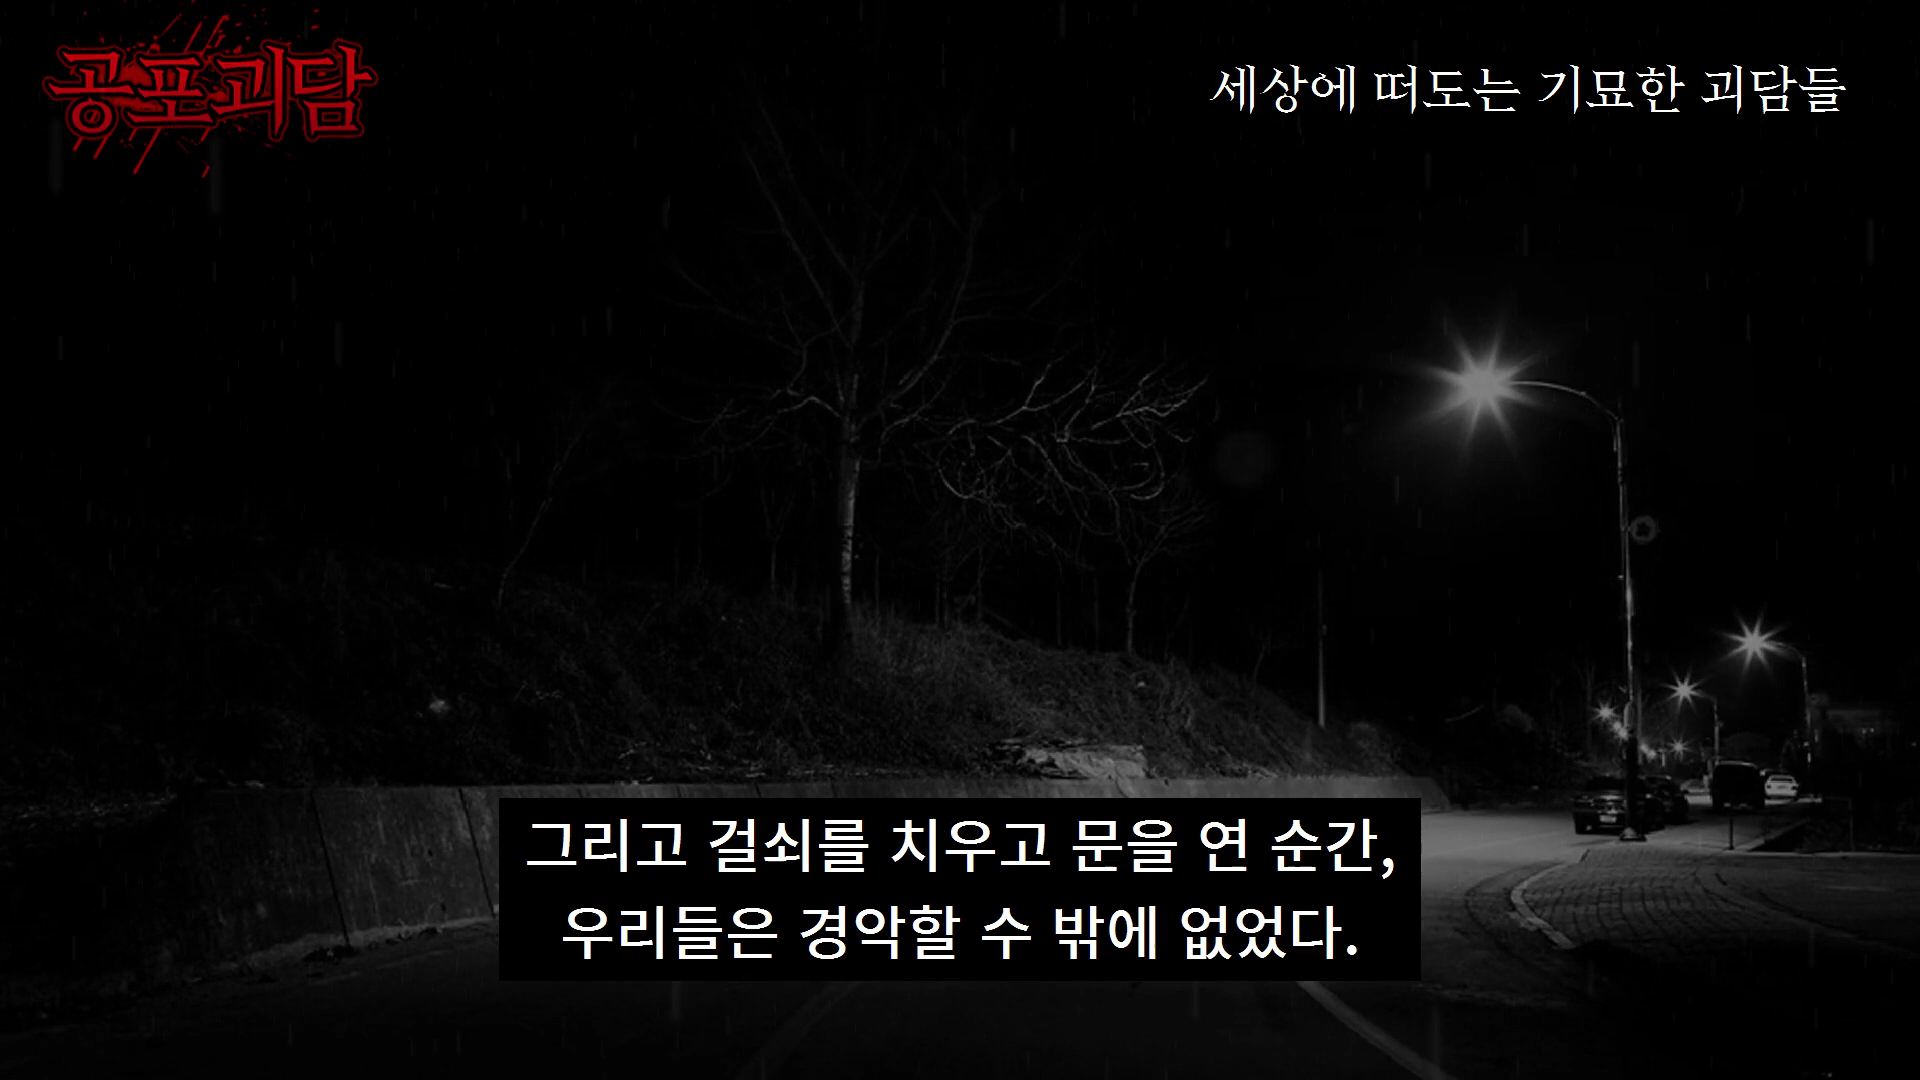 공포괴담
세상에 떠도는 기묘한 괴담들
그리고 걸쇠를 치우고 문을 연 순간,
우리들은 경악할 수 밖에 없었다.